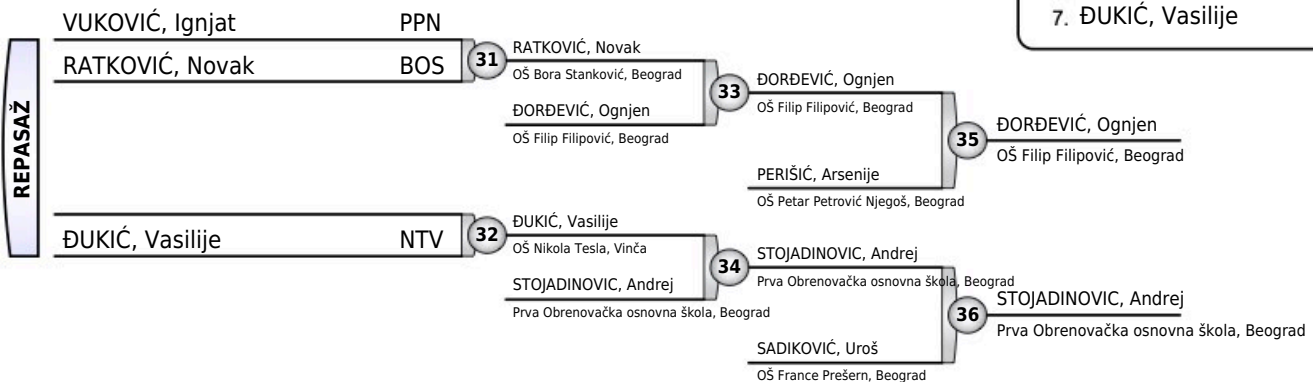 7. ĐUKIĆ, Vasilije
REPASAŽ
VUKOVIĆ, Ignjat PPN
RATKOVIĆ, Novak BOS
31
RATKOVIĆ, Novak
OŠ Bora Stanković, Beograd
ĐORĐEVIĆ, Ognjen
OŠ Filip Filipović, Beograd
33
ĐORĐEVIĆ, Ognjen
OŠ Filip Filipović, Beograd
PERIŠIĆ, Arsenije
OŠ Petar Petrović Njegoš, Beograd
35
ĐORĐEVIĆ, Ognjen
OŠ Filip Filipović, Beograd
ĐUKIĆ, Vasilije NTV
32
ĐUKIĆ, Vasilije
OŠ Nikola Tesla, Vinča
STOJADINOVIC, Andrej
Prva Obrenovačka osnovna škola, Beograd
34
STOJADINOVIC, Andrej
Prva Obrenovačka osnovna škola, Beograd
SADIKOVIĆ, Uroš
OŠ France Prešern, Beograd
36
STOJADINOVIC, Andrej
Prva Obrenovačka osnovna škola, Beograd